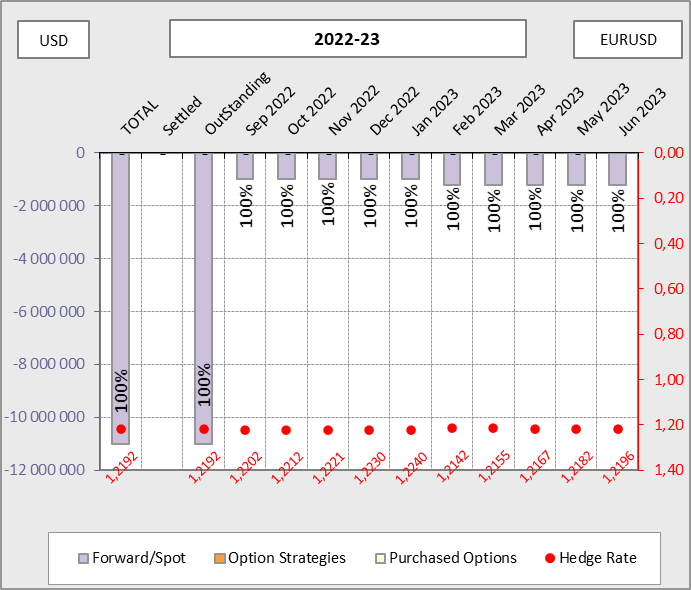 USD
2022-23
EURUSD
TOTAL
Settled
OutStanding
Sep 2022
Oct 2022
Nov 2022
Dec 2022
Jan 2023
Feb 2023
Mar 2023
Apr 2023
May 2023
Jun 2023
0
-2 000 000
-4 000 000
-6 000 000
-8 000 000
-10 000 000
-12 000 000
0,00
0,20
0,40
0,60
0,80
1,00
1,20
1,40
100%
100%
100%
100%
100%
100%
100%
100%
100%
100%
100%
100%
1,2192
1,2192
1,2202
1,2212
1,2221
1,2230
1,2240
1,2142
1,2155
1,2167
1,2182
1,2196
Forward/Spot
Option Strategies
Purchased Options
Hedge Rate